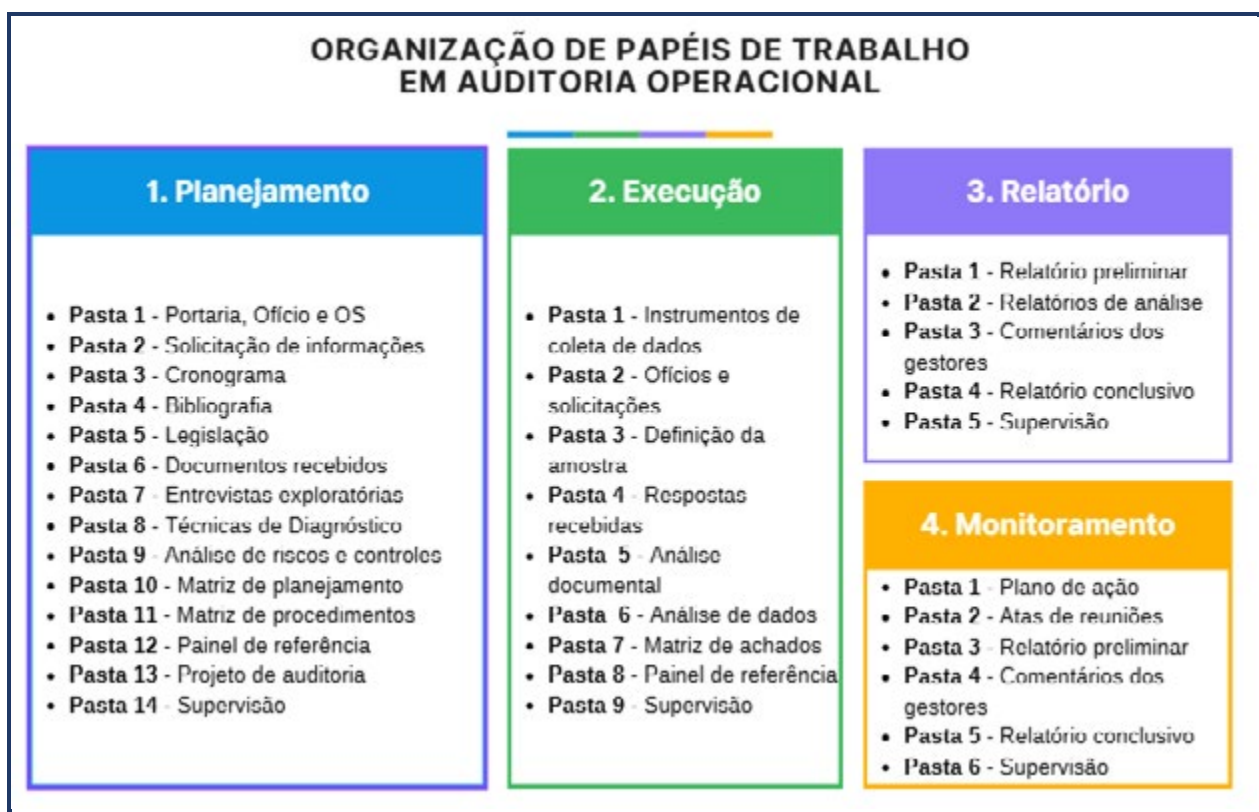 ORGANIZAÇÃO DE PAPÉIS DE TRABALHO
EM AUDITORIA OPERACIONAL
1. Planejamento
• Pasta 1 - Portaria, Ofício e OS
• Pasta 2 - Solicitação de informações
• Pasta 3 - Cronograma
• Pasta 4 - Bibliografia
• Pasta 5 - Legislação
• Pasta 6 - Documentos recebidos
• Pasta 7 - Entrevistas exploratórias
• Pasta 8 - Técnicas de Diagnóstico
• Pasta 9 - Análise de riscos e controles
• Pasta 10 - Matriz de planejamento
• Pasta 11 - Matriz de procedimentos
• Pasta 12 - Painel de referência
• Pasta 13 - Projeto de auditoria
• Pasta 14 - Supervisão
2. Execução
• Pasta 1 - Instrumentos de
coleta de dados
• Pasta 2 - Ofícios e
solicitações
• Pasta 3 - Definição da
amostra
• Pasta 4 - Respostas
recebidas
• Pasta 5 - Análise
documental
• Pasta 6 - Análise de dados
• Pasta 7 - Matriz de achados
• Pasta 8 - Painel de referência
• Pasta 9 - Supervisão
3. Relatório
• Pasta 1 - Relatório preliminar
• Pasta 2 - Relatórios de análise
• Pasta 3 - Comentários dos
gestores
• Pasta 4 - Relatório conclusivo
• Pasta 5 - Supervisão
4. Monitoramento
• Pasta 1 - Plano de ação
• Pasta 2 - Atas de reuniões
• Pasta 3 - Relatório preliminar
• Pasta 4 - Comentários dos
gestores
• Pasta 5 - Relatório conclusivo
• Pasta 6 - Supervisão